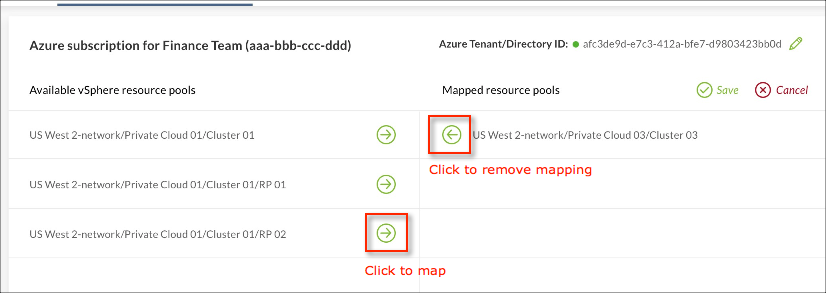 Azure subscription for Finance Team (aaa-bbb-ccc-ddd)
Azure Tenant/Directory ID: afc3de9d-e7c3-412a-bfe7-d9803423bb0d
Available vSphere resource pools
Mapped resource pools
Save
Cancel
US West 2-network/Private Cloud 01/Cluster 01
US West 2-network/Private Cloud 03/Cluster 03
Click to remove mapping
US West 2-network/Private Cloud 01/Cluster 01/RP 01
US West 2-network/Private Cloud 01/Cluster 01/RP 02
Click to map